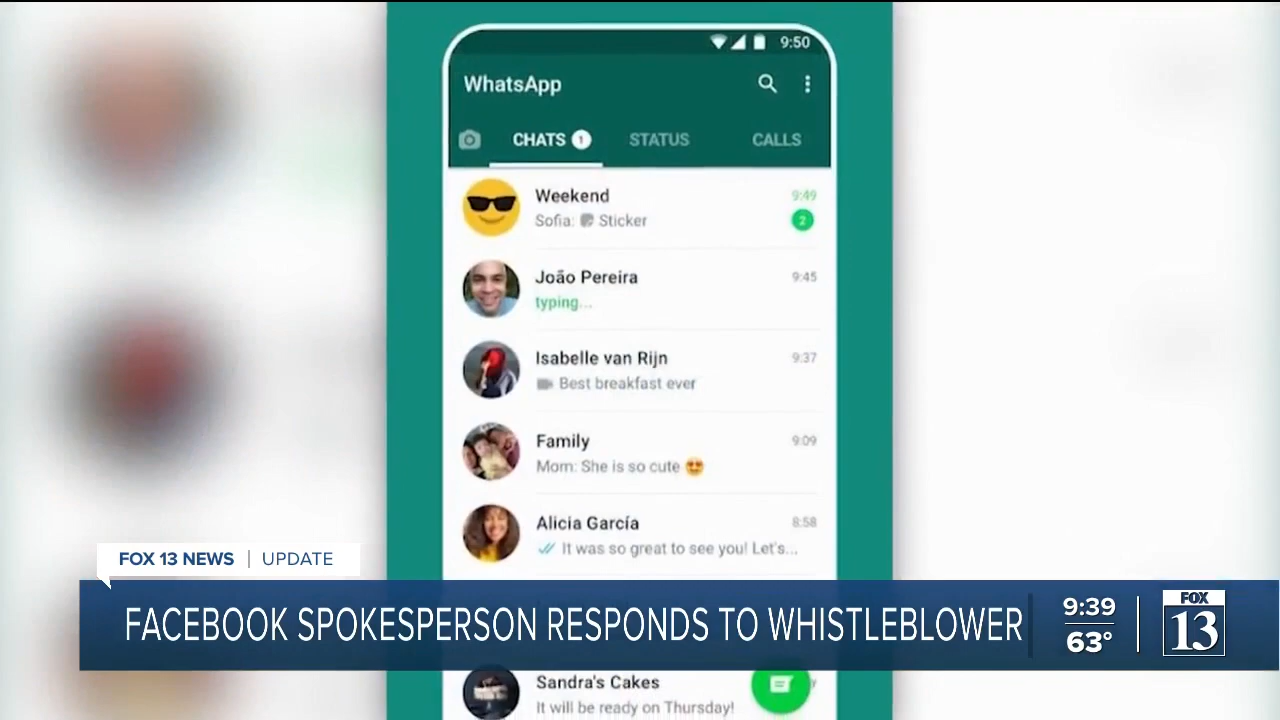 9:50
WhatsApp
CHATS 1 STATUS CALLS
Weekend 9:49
Sofia: Sticker 2
João Pereira 9:45
typing...
Isabelle van Rijn 9:37
Best breakfast ever
Family 9:09
Mom: She is so cute 😍
Alicia García 8:58
It was so great to see you! Let's...
FOX 13 NEWS | UPDATE
FACEBOOK SPOKESPERSON RESPONDS TO WHISTLEBLOWER
9:39
63°
FOX
13
Sandra's Cakes
It will be ready on Thursday!